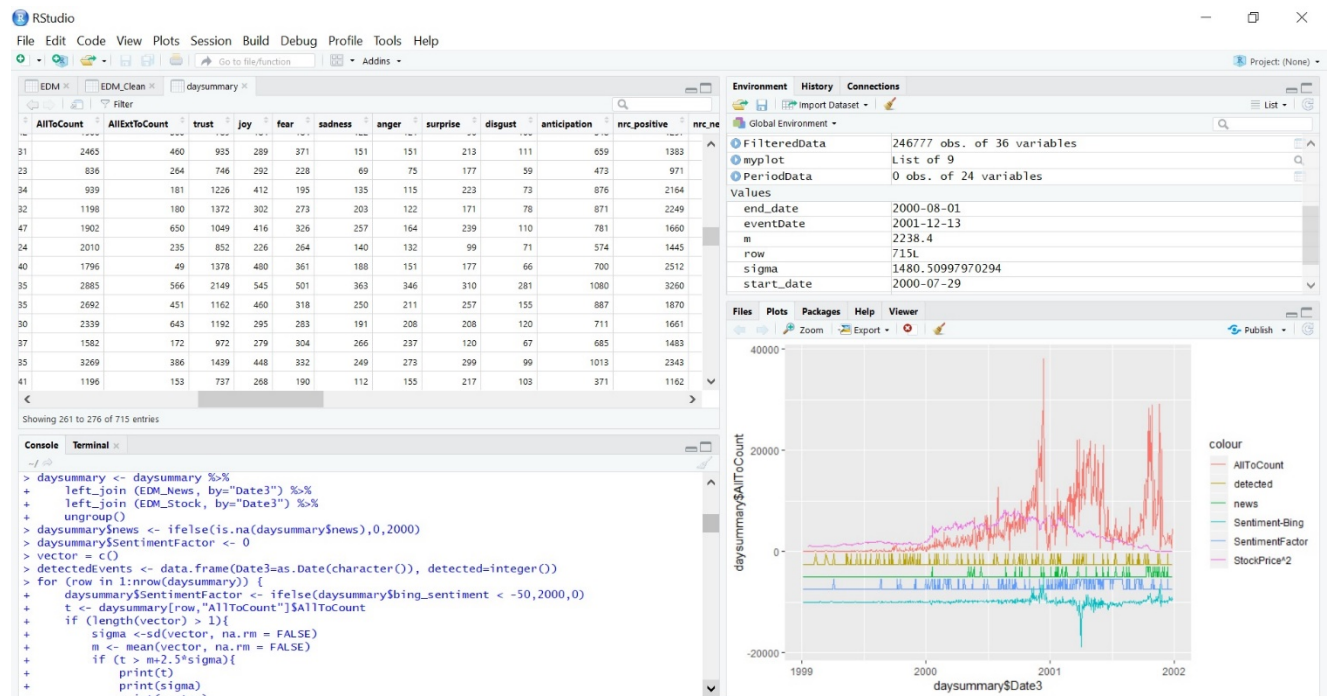 RStudio
File Edit Code View Plots Session Build Debug Profile Tools Help
Go to file/function Addins Project: (None)
EDM EDM_Clean daysummary
Filter
AllToCount AllExtToCount trust joy fear sadness anger surprise disgust anticipation nrc_positive nrc_ne
31 2465 460 935 289 371 151 151 213 111 659 1383
23 836 264 746 292 228 69 75 177 59 473 971
34 939 181 1226 412 195 135 115 223 73 876 2164
32 1198 180 1372 302 273 203 122 171 78 871 2249
47 1902 650 1049 416 326 257 164 239 110 781 1660
24 2010 235 852 226 264 140 132 99 71 574 1445
40 1796 49 1378 480 361 188 151 177 66 700 2512
35 2885 566 2149 545 501 363 346 310 281 1080 3260
35 2692 451 1162 460 318 250 211 257 155 887 1870
30 2339 643 1192 295 283 191 208 208 120 711 1661
37 1582 172 972 279 304 266 237 120 67 685 1483
35 3269 386 1439 448 332 249 273 299 99 1013 2343
41 1196 153 737 268 190 112 155 217 103 371 1162
Showing 261 to 276 of 715 entries
Console Terminal
~/
> daysummary <- daysummary %>%
+ left_join (EDM_News, by="Date3") %>%
+ left_join (EDM_Stock, by="Date3") %>%
+ ungroup()
> daysummary$news <- ifelse(is.na(daysummary$news),0,2000)
> daysummary$SentimentFactor <- 0
> vector = c()
> detectedEvents <- data.frame(Date3=as.Date(character()), detected=integer())
> for (row in 1:nrow(daysummary)) {
+ daysummary$SentimentFactor <- ifelse(daysummary$bing_sentiment < -50,2000,0)
+ t <- daysummary[row,"AllToCount"]$AllToCount
+ if (length(vector) > 1){
+ sigma <-sd(vector, na.rm = FALSE)
+ m <- mean(vector, na.rm = FALSE)
+ if (t > m+2.5*sigma){
+ print(t)
+ print(sigma)
Environment History Connections
Import Dataset List
Global Environment
FilteredData 246777 obs. of 36 variables
myplot List of 9
PeriodData 0 obs. of 24 variables
Values
end_date 2000-08-01
eventDate 2001-12-13
m 2238.4
row 715L
sigma 1480.50997970294
start_date 2000-07-29
Files Plots Packages Help Viewer
Zoom Export Publish
40000
20000
0
-20000
daysummary$AllToCount
1999 2000 2001 2002
daysummary$Date3
colour
AllToCount
detected
news
Sentiment-Bing
SentimentFactor
StockPrice^2